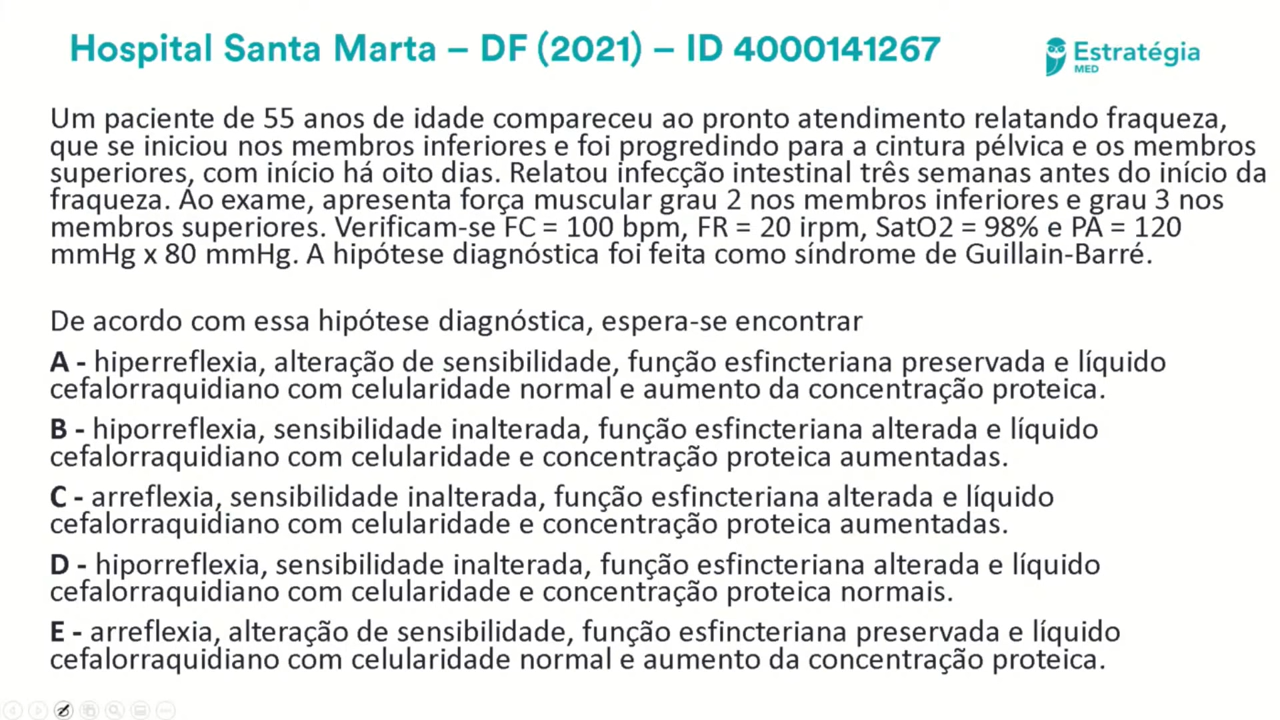 Hospital Santa Marta – DF (2021) – ID 4000141267
Estratégia
MED
Um paciente de 55 anos de idade compareceu ao pronto atendimento relatando fraqueza,
que se iniciou nos membros inferiores e foi progredindo para a cintura pélvica e os membros
superiores, com início há oito dias. Relatou infecção intestinal três semanas antes do início da
fraqueza. Ao exame, apresenta força muscular grau 2 nos membros inferiores e grau 3 nos
membros superiores. Verificam-se FC = 100 bpm, FR = 20 irpm, SatO2 = 98% e PA = 120
mmHg x 80 mmHg. A hipótese diagnóstica foi feita como síndrome de Guillain-Barré.
De acordo com essa hipótese diagnóstica, espera-se encontrar
A - hiperreflexia, alteração de sensibilidade, função esfincteriana preservada e líquido
cefalorraquidiano com celularidade normal e aumento da concentração proteica.
B - hiporreflexia, sensibilidade inalterada, função esfincteriana alterada e líquido
cefalorraquidiano com celularidade e concentração proteica aumentadas.
C - arreflexia, sensibilidade inalterada, função esfincteriana alterada e líquido
cefalorraquidiano com celularidade e concentração proteica aumentadas.
D - hiporreflexia, sensibilidade inalterada, função esfincteriana alterada e líquido
cefalorraquidiano com celularidade e concentração proteica normais.
E - arreflexia, alteração de sensibilidade, função esfincteriana preservada e líquido
cefalorraquidiano com celularidade normal e aumento da concentração proteica.